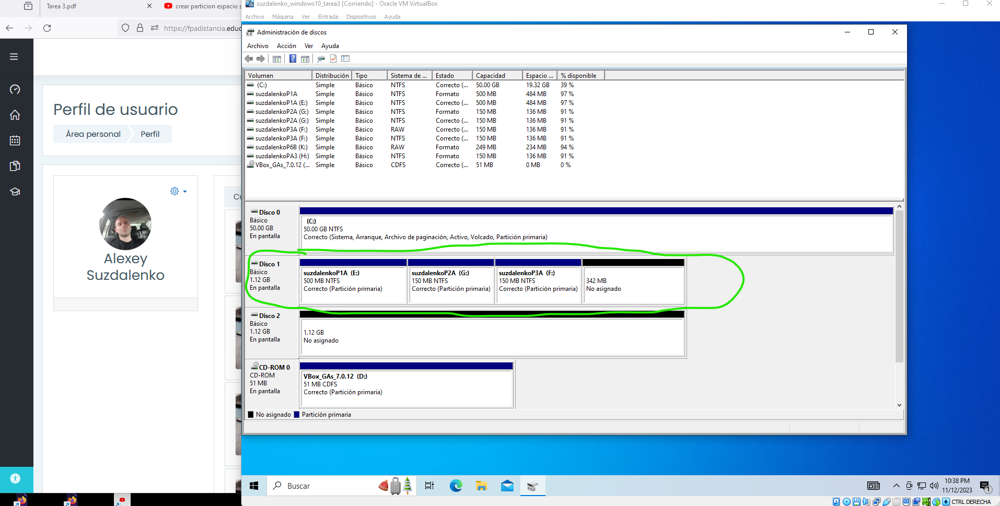 Tarea 3.pdf
crear particion espacio s
https://fpadistancia.educ
Perfil de usuario
Área personal
Perfil
Alexey
Suzdalenko
Cu
suzdalenko_windows10_tarea3 [Corriendo] - Oracle VM VirtualBox
Archivo Máquina Ver Entrada Dispositivos Ayuda
Administración de discos
Archivo Acción Ver Ayuda
Volumen Distribución Tipo Sistema de ... Estado Capacidad Espacio ... % disponible
(C:) Simple Básico NTFS Correcto (... 50.00 GB 19.32 GB 39 %
suzdalenkoP1A Simple Básico NTFS Formato 500 MB 484 MB 97 %
suzdalenkoP1A (E:) Simple Básico NTFS Correcto (... 500 MB 484 MB 97 %
suzdalenkoP2A (G:) Simple Básico NTFS Formato 150 MB 136 MB 91 %
suzdalenkoP2A (G:) Simple Básico NTFS Correcto (... 150 MB 136 MB 91 %
suzdalenkoP3A (F:) Simple Básico RAW Correcto (... 150 MB 136 MB 91 %
suzdalenkoP3A (F:) Simple Básico NTFS Correcto (... 150 MB 136 MB 91 %
suzdalenkoP6B (K:) Simple Básico RAW Formato 249 MB 234 MB 94 %
suzdalenkoPA3 (H:) Simple Básico NTFS Formato 150 MB 136 MB 91 %
VBox_GAs_7.0.12 (... Simple Básico CDFS Correcto (... 51 MB 0 MB 0 %
Disco 0
Básico
50.00 GB
En pantalla
(C:)
50.00 GB NTFS
Correcto (Sistema, Arranque, Archivo de paginación, Activo, Volcado, Partición primaria)
Disco 1
Básico
1.12 GB
En pantalla
suzdalenkoP1A (E:)
500 MB NTFS
Correcto (Partición primaria)
suzdalenkoP2A (G:)
150 MB NTFS
Correcto (Partición primaria)
suzdalenkoP3A (F:)
150 MB NTFS
Correcto (Partición primaria)
342 MB
No asignado
Disco 2
Básico
1.12 GB
En pantalla
1.12 GB
No asignado
CD-ROM 0
CD-ROM
51 MB
En pantalla
VBox_GAs_7.0.12 (D:)
51 MB CDFS
Correcto (Partición primaria)
No asignado Partición primaria
Buscar
10:38 PM
11/12/2023
1
CTRL DERECHA